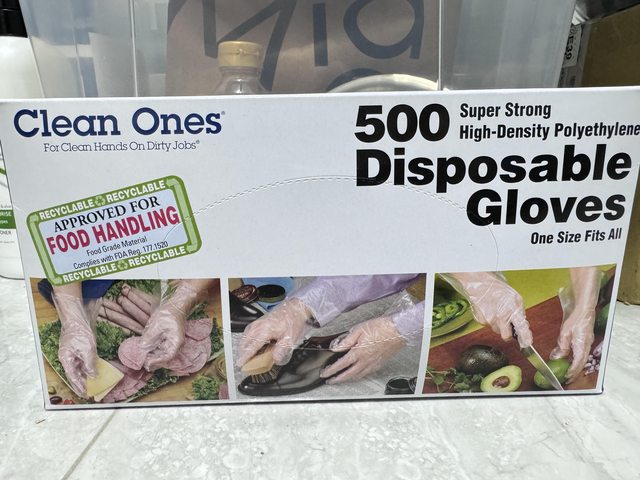 Clean Ones®
For Clean Hands On Dirty Jobs®
500 Super Strong
High-Density Polyethylene
Disposable
Gloves
One Size Fits All
RECYCLABLE RECYCLABLE
APPROVED FOR
FOOD HANDLING
Food Grade Material
Complies with FDA Reg. 177.1520
RECYCLABLE RECYCLABLE